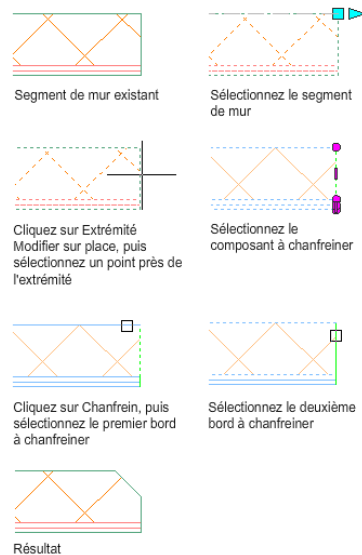 Segment de mur existant
Sélectionnez le segment
de mur
Cliquez sur Extrémité
Modifier sur place, puis
sélectionnez un point près de
l'extrémité
Sélectionnez le
composant à chanfreiner
Cliquez sur Chanfrein, puis
sélectionnez le premier bord
à chanfreiner
Sélectionnez le deuxième
bord à chanfreiner
Résultat